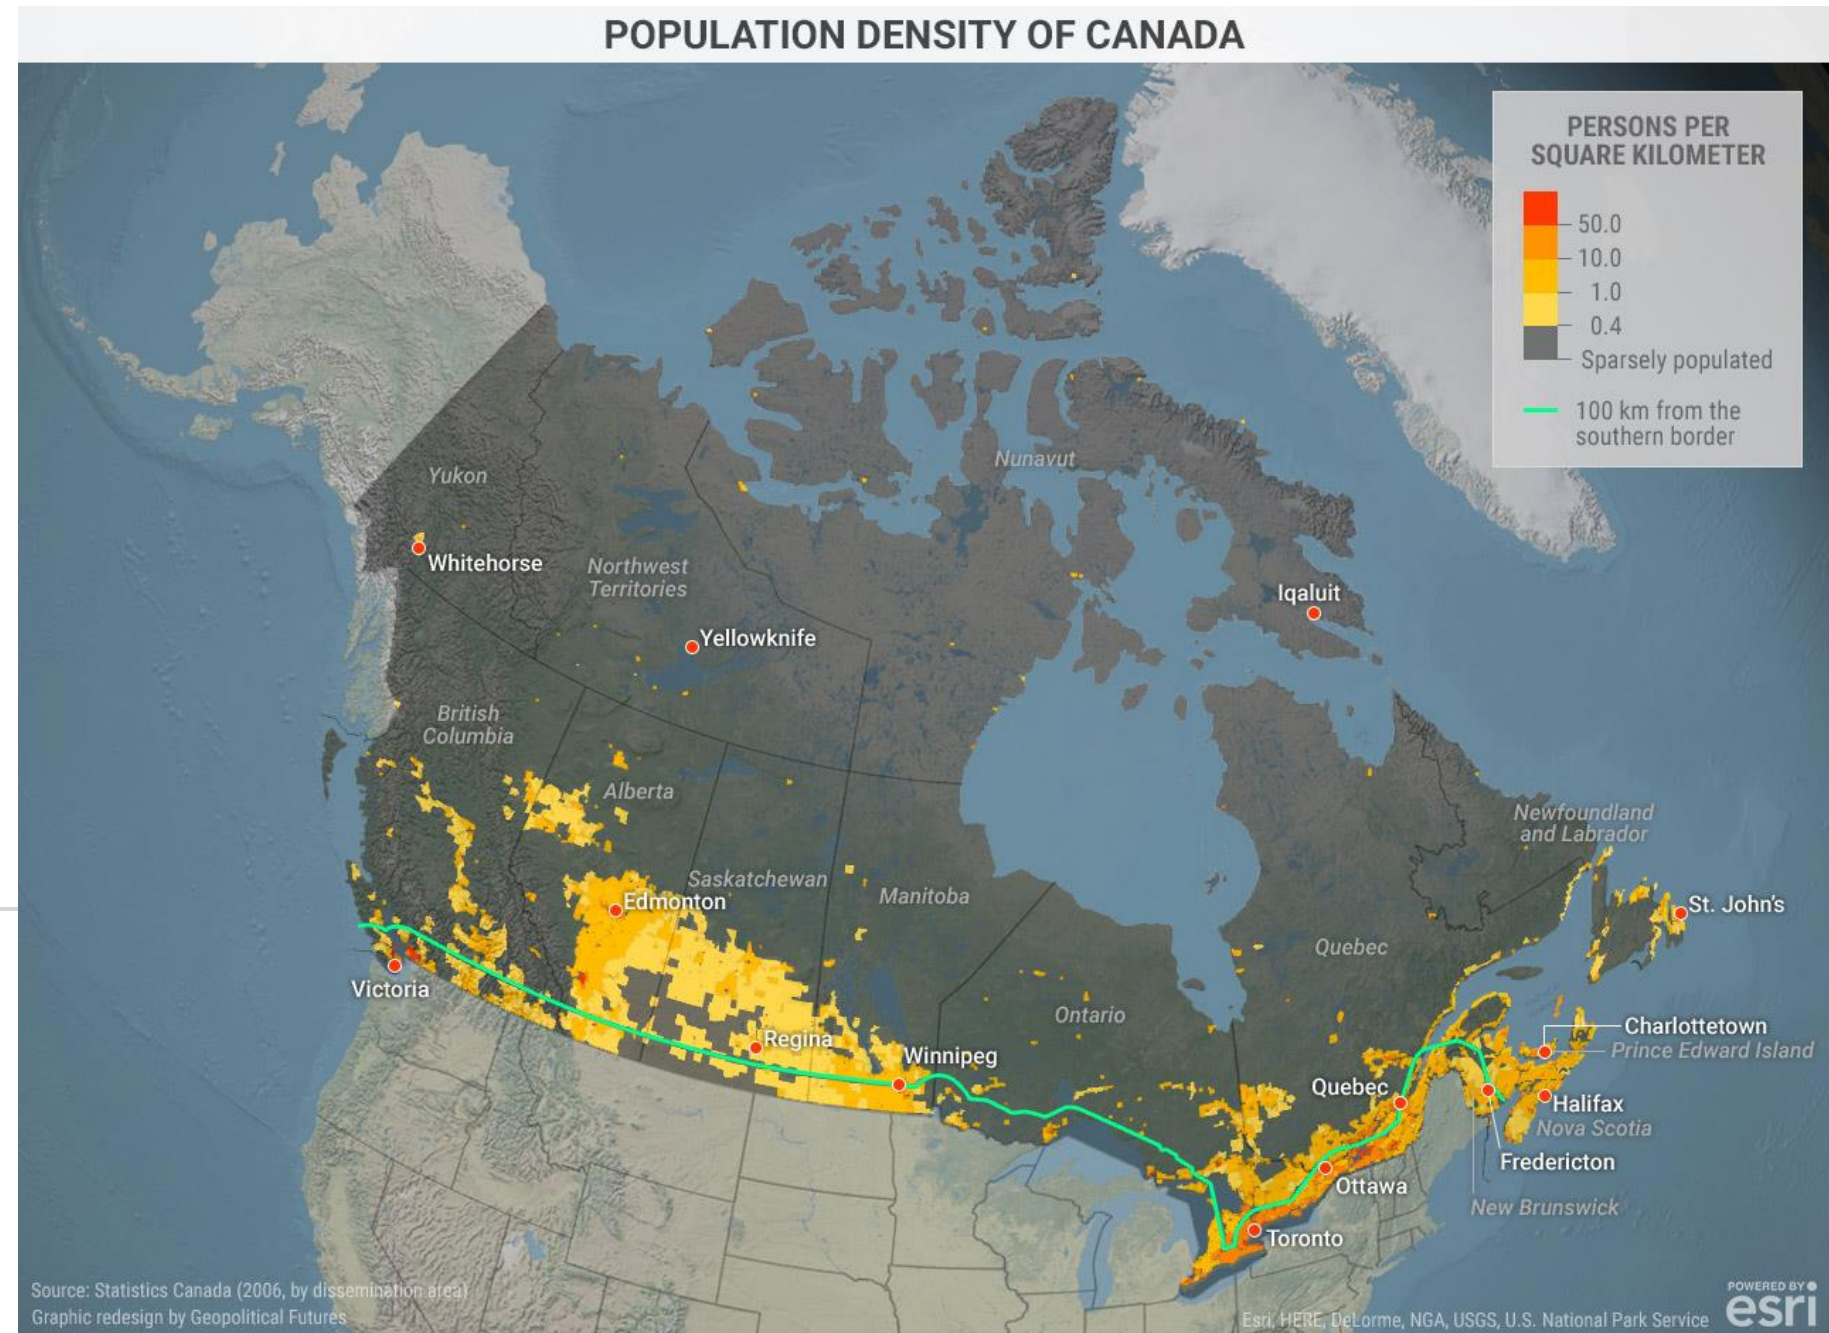 POPULATION DENSITY OF CANADA
PERSONS PER
SQUARE KILOMETER
50.0
10.0
1.0
0.4
Sparsely populated
100 km from the
southern border
Nunavut
Yukon
Whitehorse
Northwest
Territories
Iqaluit
Yellowknife
British
Columbia
Alberta
Newfoundland
and Labrador
Saskatchewan
Manitoba
Edmonton
St. John's
Quebec
Victoria
Ontario
Regina
Winnipeg
Charlottetown
Prince Edward Island
Quebec
Halifax
Nova Scotia
Fredericton
Ottawa
New Brunswick
Toronto
Source: Statistics Canada (2006, by dissemination area)
Graphic redesign by Geopolitical Futures
Esri, HERE, DeLorme, NGA, USGS, U.S. National Park Service
POWERED BY
esri